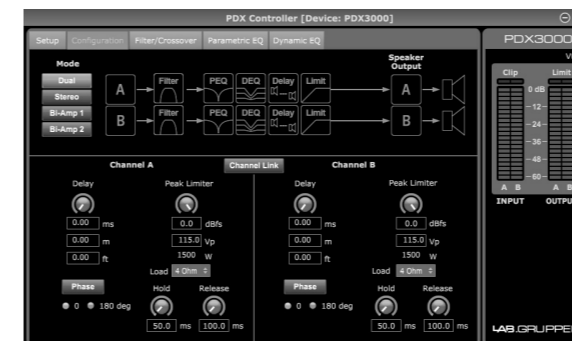 PDX Controller [Device: PDX3000]
Setup Configuration Filter/Crossover Parametric EQ Dynamic EQ
PDX3000
Mode
Speaker
Output
Dual
Stereo
Bi-Amp 1
Bi-Amp 2
A Filter PEQ DEQ Delay Limit A
B Filter PEQ DEQ Delay Limit B
Clip Limit
0 dB
-12-
-24-
-36-
-48-
-60-
A B A B
INPUT OUTPU
Channel A Channel Link Channel B
Delay Peak Limiter Delay Peak Limiter
0.00 ms 0.0 dBfs 0.00 ms 0.0 dBfs
0.00 m 115.0 Vp 0.00 m 115.0 Vp
0.00 ft 1500 W 0.00 ft 1500 W
Load 4 Ohm Load 4 Ohm
Phase Hold Release Phase Hold Release
0 180 deg 0 180 deg
50.0 ms 100.0 ms 50.0 ms 100.0 ms
LAB.GRUPPE